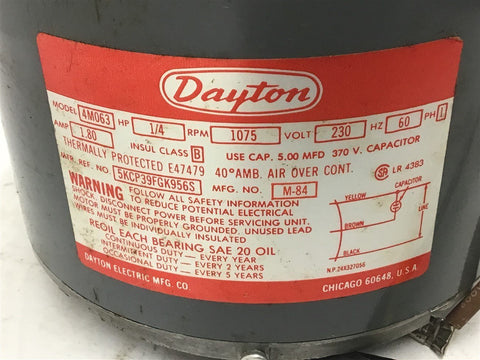 Dayton
MODEL 4M063 HP 1/4 RPM 1075 VOLT 230 HZ 60 PH 1
AMP 1.80 INSUL CLASS B USE CAP. 5.00 MFD 370 V. CAPACITOR
THERMALLY PROTECTED E47479 40°AMB. AIR OVER CONT. SA LR 4383
MTR. REF. NO. 5KCP39FGK956S MFG. NO. M-84
WARNING FOLLOW ALL SAFETY INFORMATION
TO REDUCE POTENTIAL ELECTRICAL
SHOCK DISCONNECT POWER BEFORE SERVICING UNIT.
MOTOR MUST BE PROPERLY GROUNDED. UNUSED LEAD
WIRES MUST BE INDIVIDUALLY INSULATED.
REOIL EACH BEARING SAE 20 OIL
CONTINUOUS DUTY - EVERY YEAR
INTERMITTENT DUTY - EVERY 2 YEARS
OCCASIONAL DUTY - EVERY 5 YEARS
DAYTON ELECTRIC MFG. CO.
YELLOW
CAPACITOR
LINE
BROWN
BLACK
N.P. 24X327056
CHICAGO 60648, U.S.A.